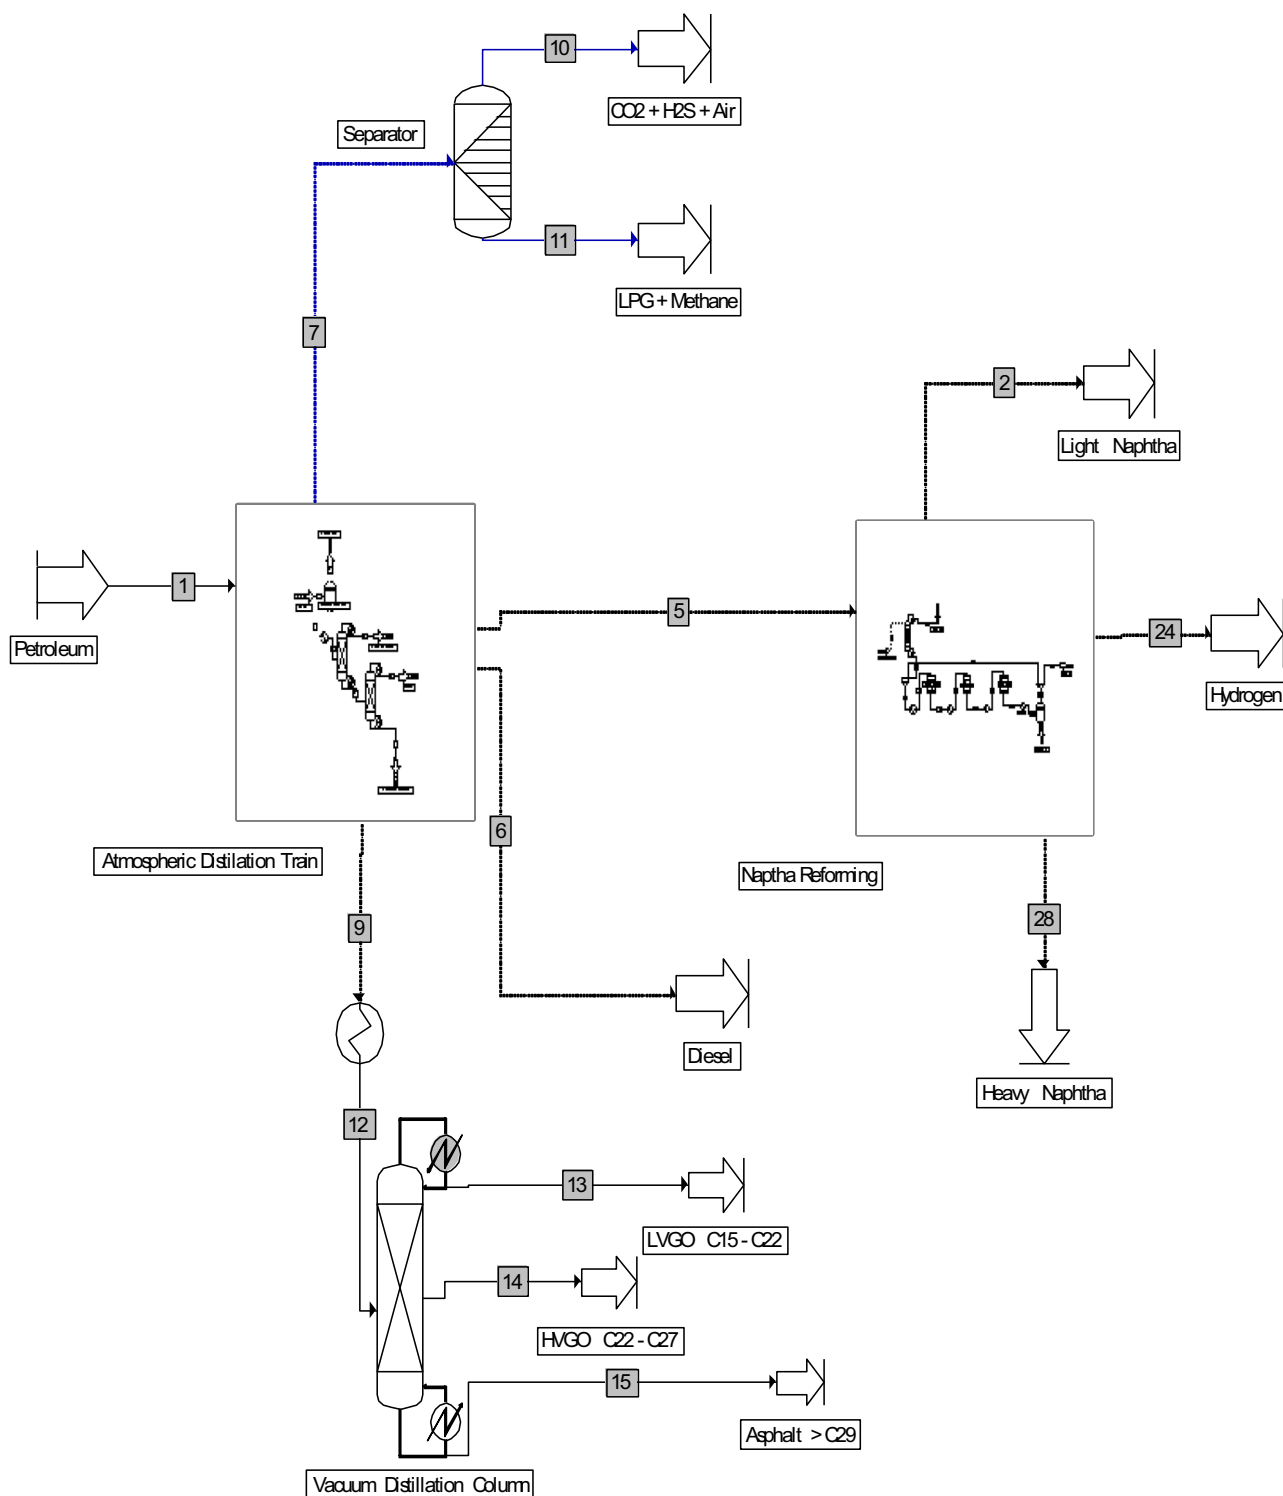 10
CO2 + H2S + Air
Separator
11
LPG + Methane
7
2
Light Naphtha
1
Petroleum
5
24
Hydrogen
6
Atmospheric Distilation Train
Naptha Reforming
9
28
Diesel
Heavy Naphtha
12
13
LVGO C15 - C22
14
HVGO C22 - C27
15
Asphalt > C29
Vacuum Distillation Column